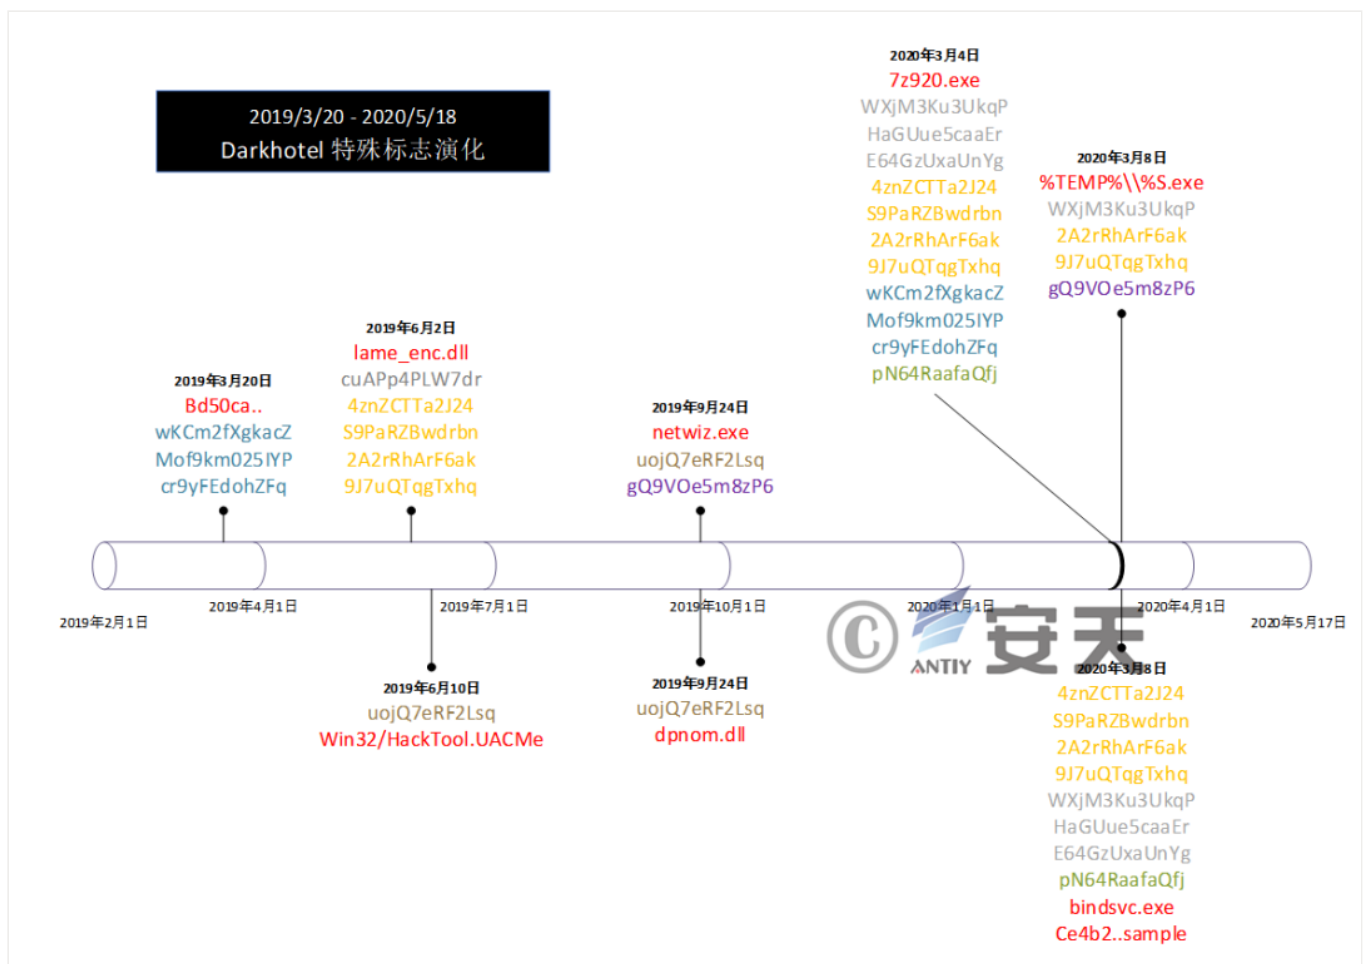 2019/3/20 - 2020/5/18
Darkhotel 特殊标志演化
2020年3月4日
7z920.exe
WXjM3Ku3UkqP
HaGUue5caaEr
E64GzUxaUnYg
4znZCTTa2J24
S9PaRZBwdrbn
2A2rRhArF6ak
9J7uQTqgTxhq
wKCm2fXgkacZ
Mof9km025IYP
cr9yFEdohZFq
pN64RaafaQfj
2020年3月8日
%TEMP%\\%S.exe
WXjM3Ku3UkqP
2A2rRhArF6ak
9J7uQTqgTxhq
gQ9VOe5m8zP6
2019年3月20日
Bd50ca..
wKCm2fXgkacZ
Mof9km025IYP
cr9yFEdohZFq
2019年6月2日
lame_enc.dll
cuAPp4PLW7dr
4znZCTTa2J24
S9PaRZBwdrbn
2A2rRhArF6ak
9J7uQTqgTxhq
2019年9月24日
netwiz.exe
uojQ7eRF2Lsq
gQ9VOe5m8zP6
2019年2月1日
2019年4月1日
2019年7月1日
2019年10月1日
2020年1月1日
2020年4月1日
2020年5月17日
© ANTIY 安天
2019年6月10日
uojQ7eRF2Lsq
Win32/HackTool.UACMe
2019年9月24日
uojQ7eRF2Lsq
dpnom.dll
2020年3月8日
4znZCTTa2J24
S9PaRZBwdrbn
2A2rRhArF6ak
9J7uQTqgTxhq
WXjM3Ku3UkqP
HaGUue5caaEr
E64GzUxaUnYg
pN64RaafaQfj
bindsvc.exe
Ce4b2..sample